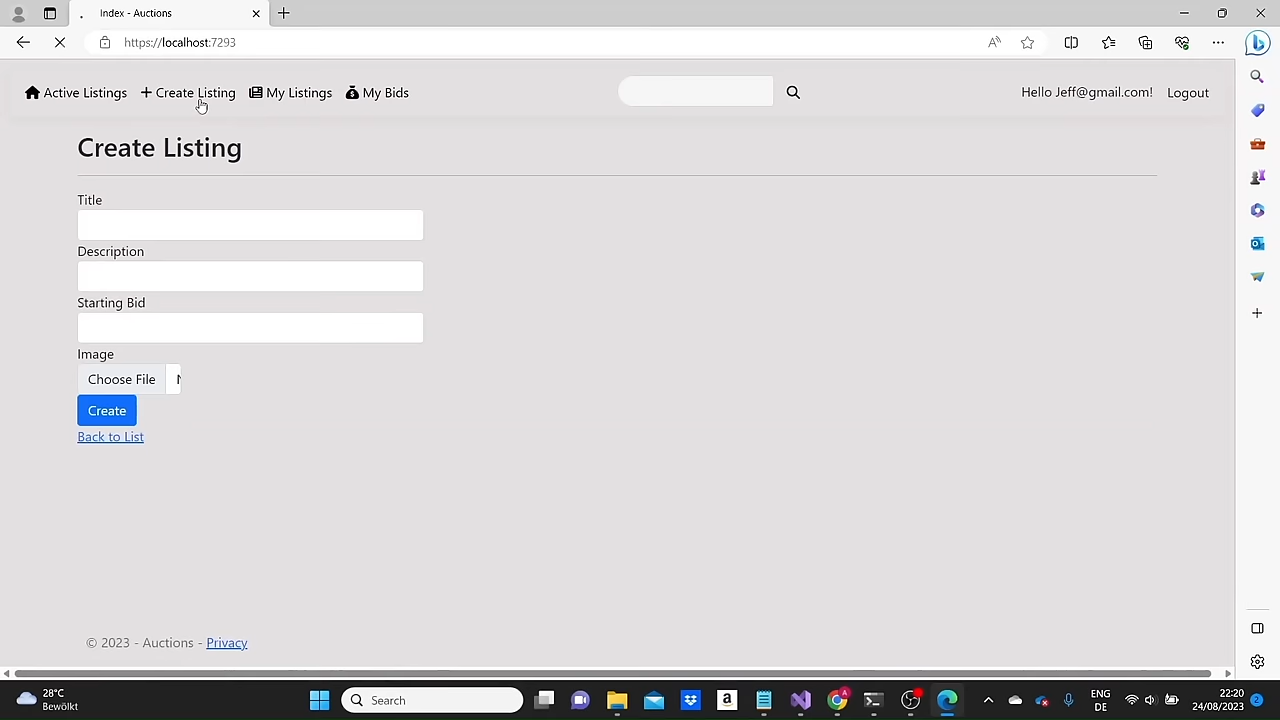 Index - Auctions
https://localhost:7293
Active Listings
Create Listing
My Listings
My Bids
Hello Jeff@gmail.com!
Logout
Create Listing
Title
Description
Starting Bid
Image
Choose File
Create
Back to List
© 2023 - Auctions - Privacy
28°C
Bewölkt
Search
ENG
DE
22:20
24/08/2023
2